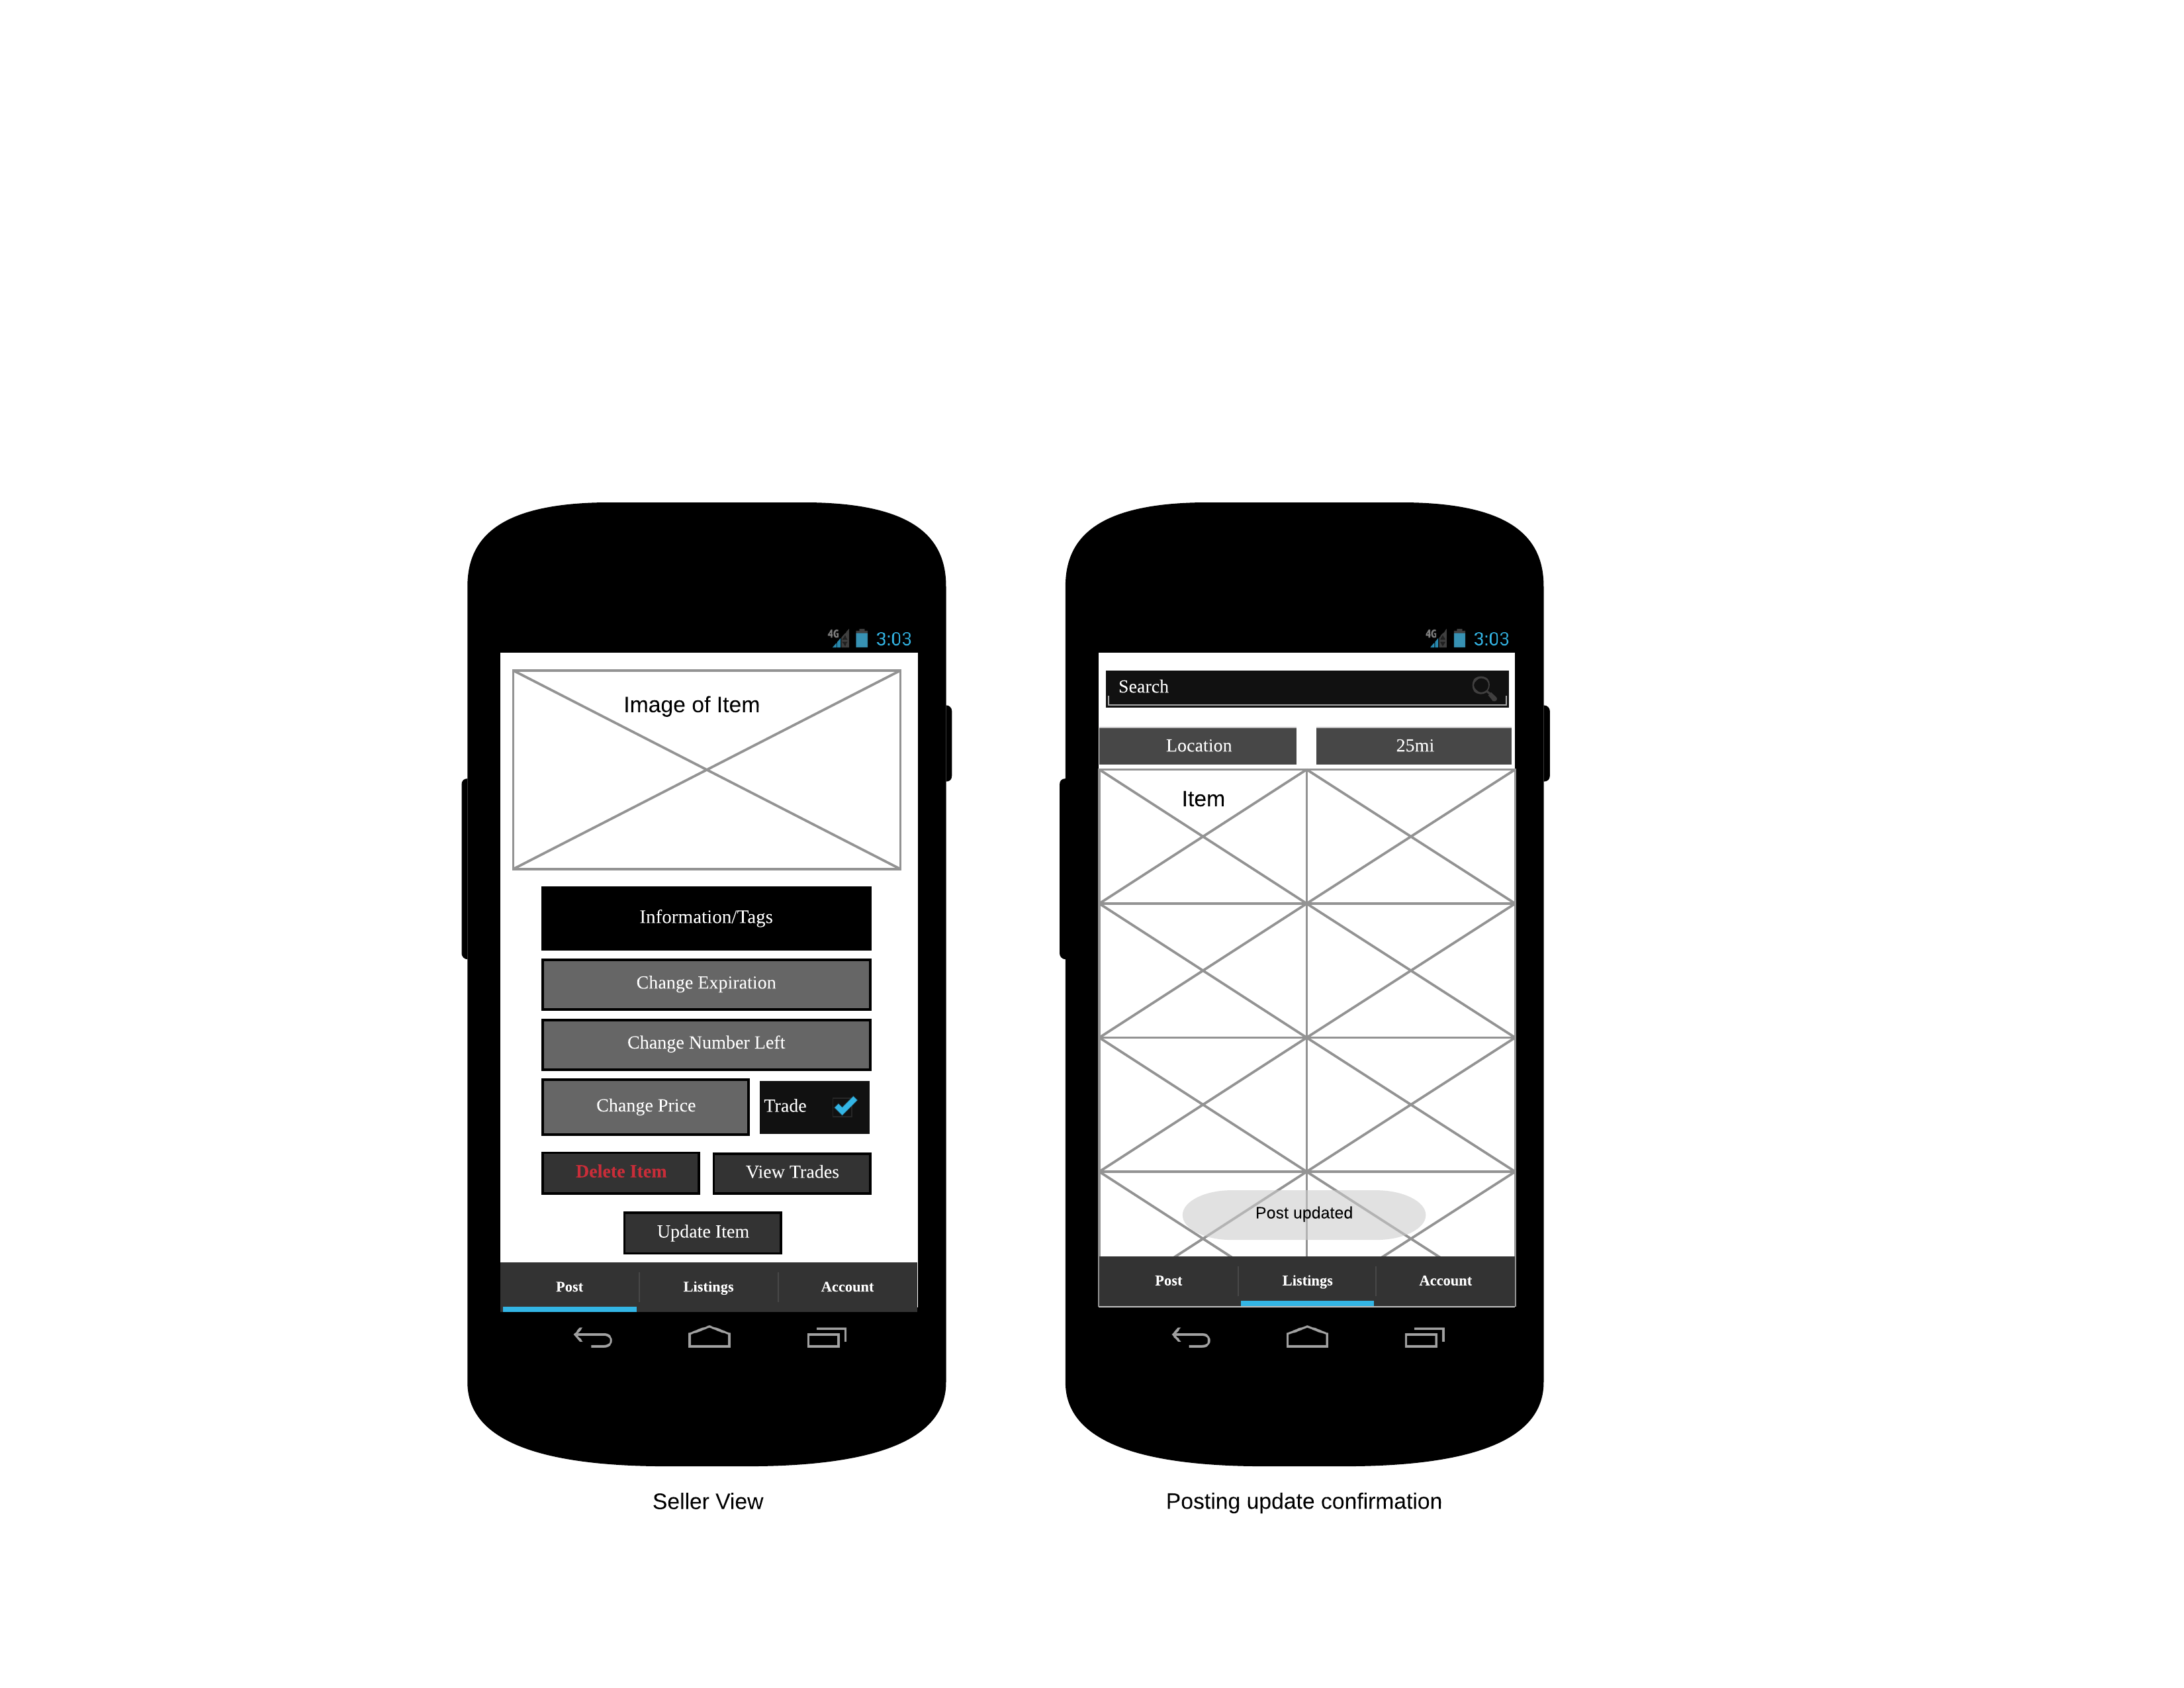 4G 3:03
Image of Item
Information/Tags
Change Expiration
Change Number Left
Change Price
Trade
Delete Item
View Trades
Update Item
Post
Listings
Account
Seller View
4G 3:03
Search
Location
25mi
Item
Post updated
Post
Listings
Account
Posting update confirmation